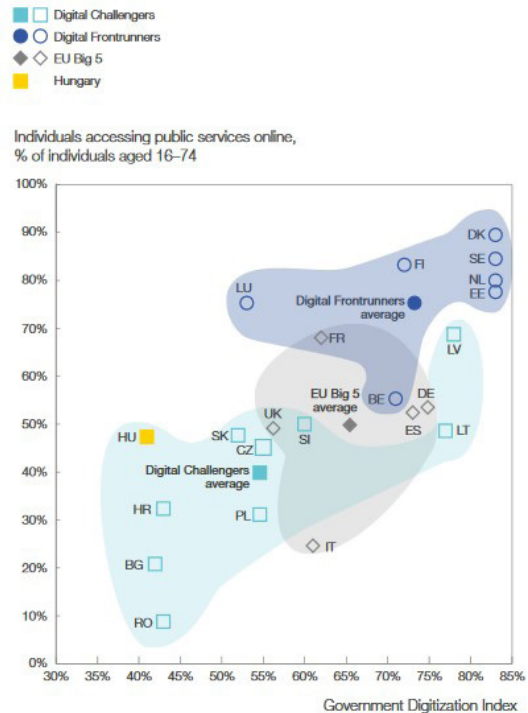 Digital Challengers
Digital Frontrunners
EU Big 5
Hungary
Individuals accessing public services online,
% of individuals aged 16–74
100%
90%
80%
70%
60%
50%
40%
30%
20%
10%
0%
DK
SE
NL
EE
FI
LU
Digital Frontrunners
average
FR
LV
EU Big 5
average
BE
DE
UK
ES
LT
SI
HU
SK
CZ
Digital Challengers
average
HR
PL
IT
BG
RO
30%
35%
40%
45%
50%
55%
60%
65%
70%
75%
80%
85%
Government Digitization Index